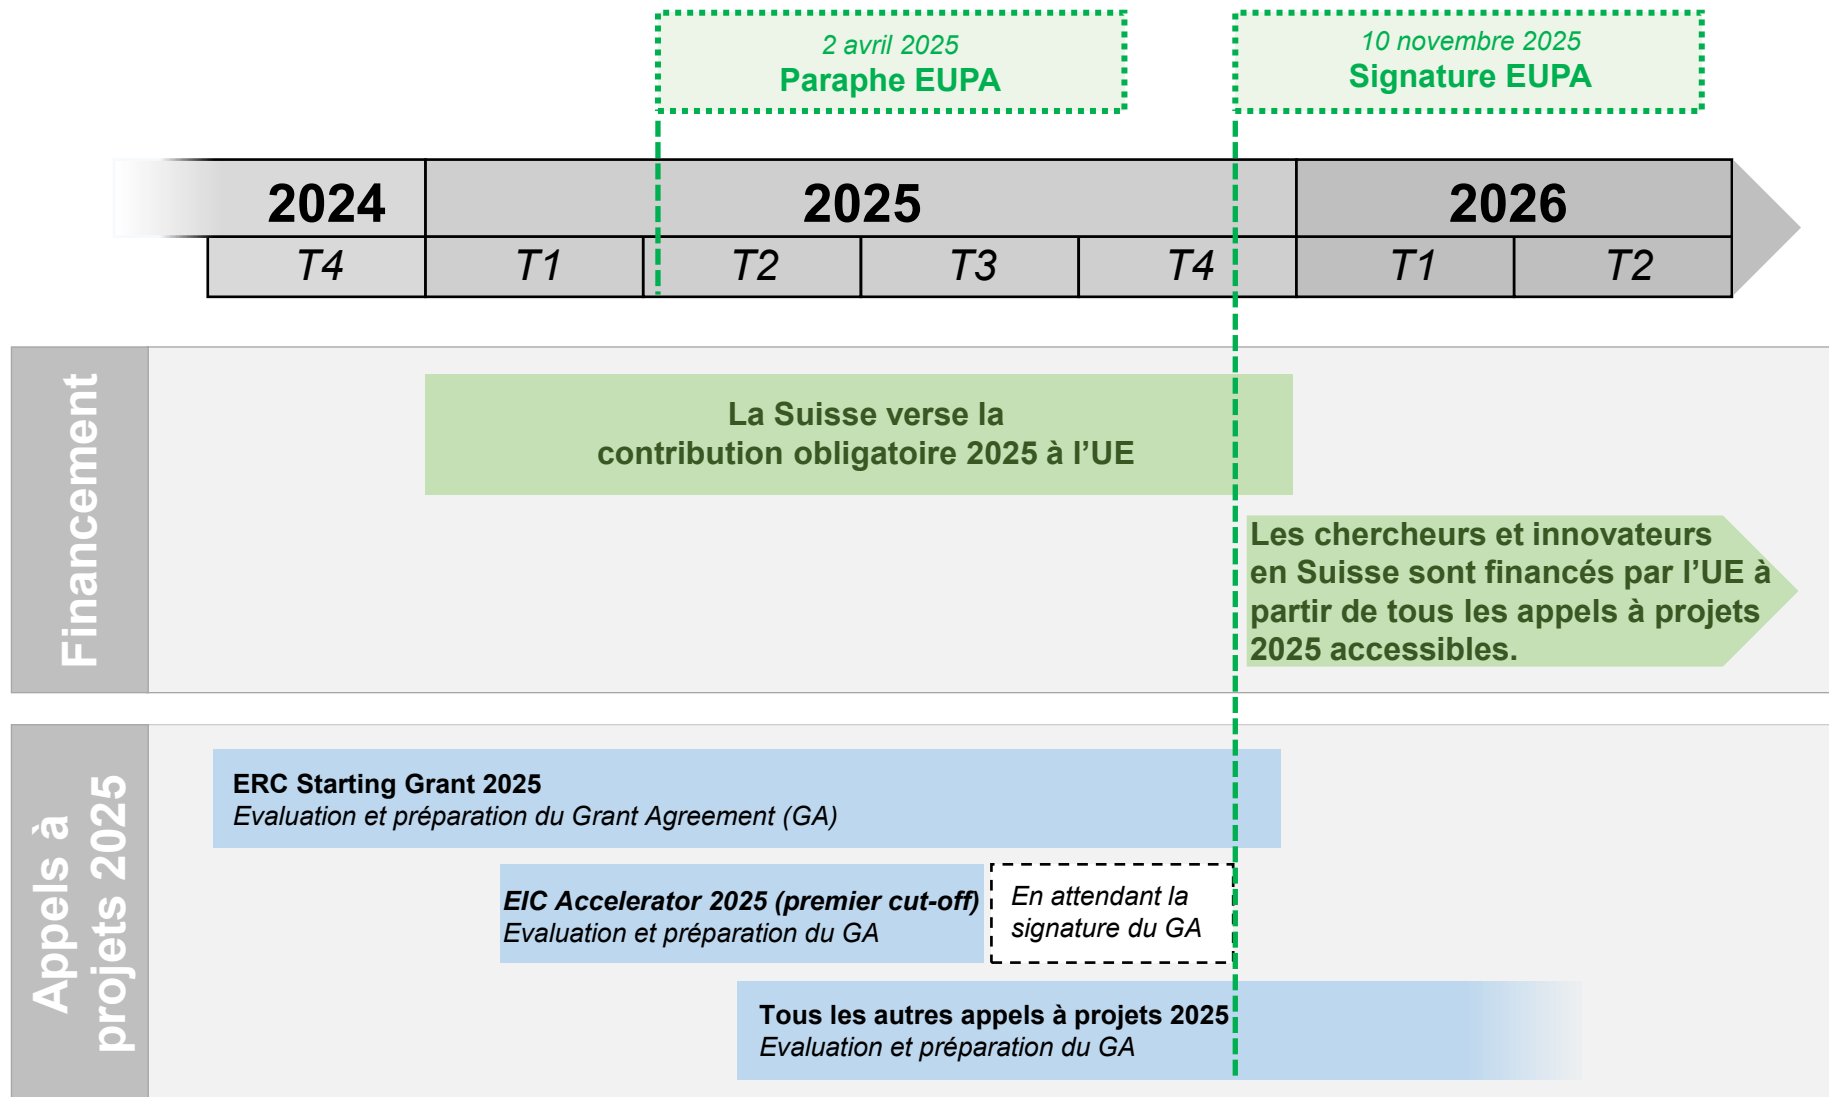 2 avril 2025
Paraphe EUPA
10 novembre 2025
Signature EUPA
2024
2025
2026
T4
T1
T2
T3
T4
T1
T2
Financement
La Suisse verse la
contribution obligatoire 2025 à l’UE
Les chercheurs et innovateurs
en Suisse sont financés par l’UE à
partir de tous les appels à projets
2025 accessibles.
Appels à
projets 2025
ERC Starting Grant 2025
Evaluation et préparation du Grant Agreement (GA)
EIC Accelerator 2025 (premier cut-off)
Evaluation et préparation du GA
En attendant la
signature du GA
Tous les autres appels à projets 2025
Evaluation et préparation du GA